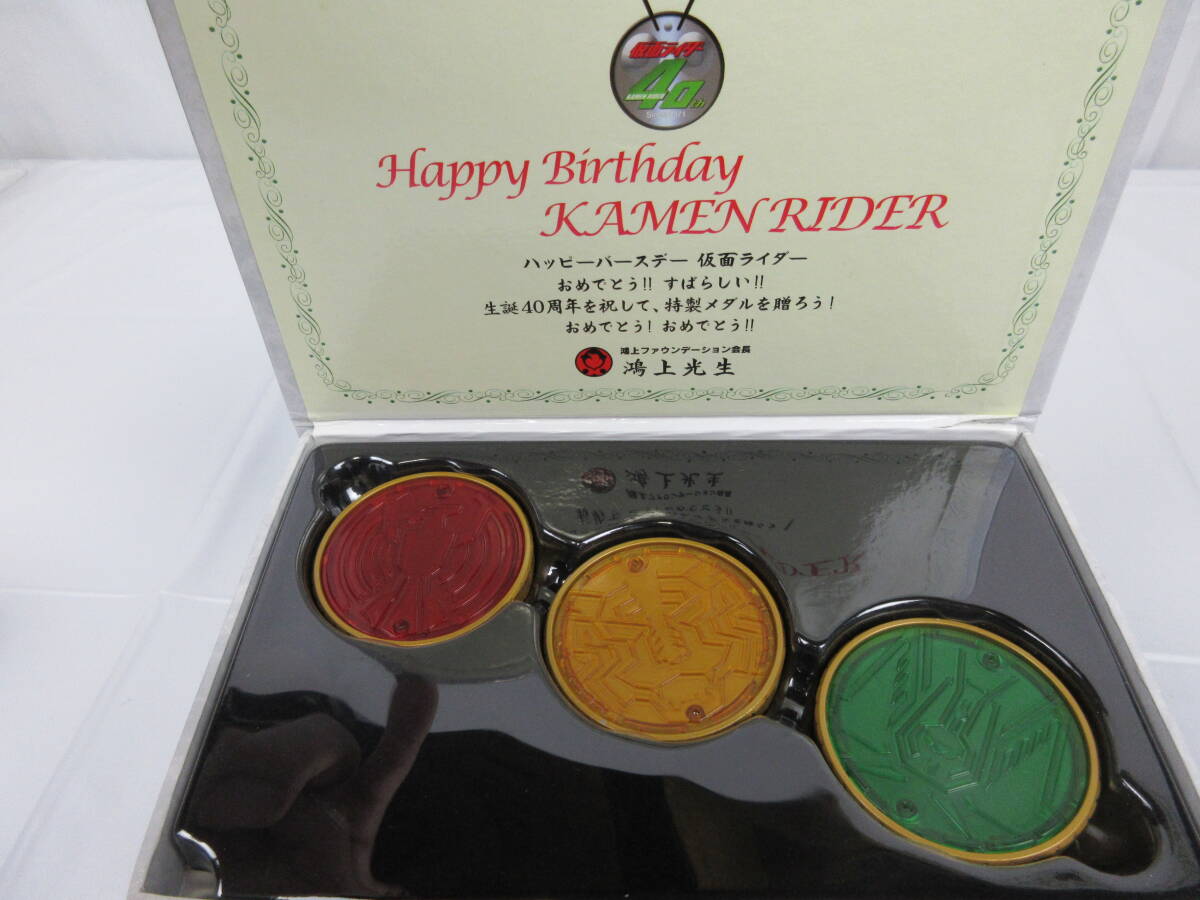 仮面ライダー
40th
KAMEN RIDER
Happy Birthday
KAMEN RIDER
ハッピーバースデー 仮面ライダー
おめでとう!! すばらしい!!
生誕40周年を祝して、特製メダルを贈ろう!
おめでとう! おめでとう!!
鴻上ファウンデーション会長
鴻上光生